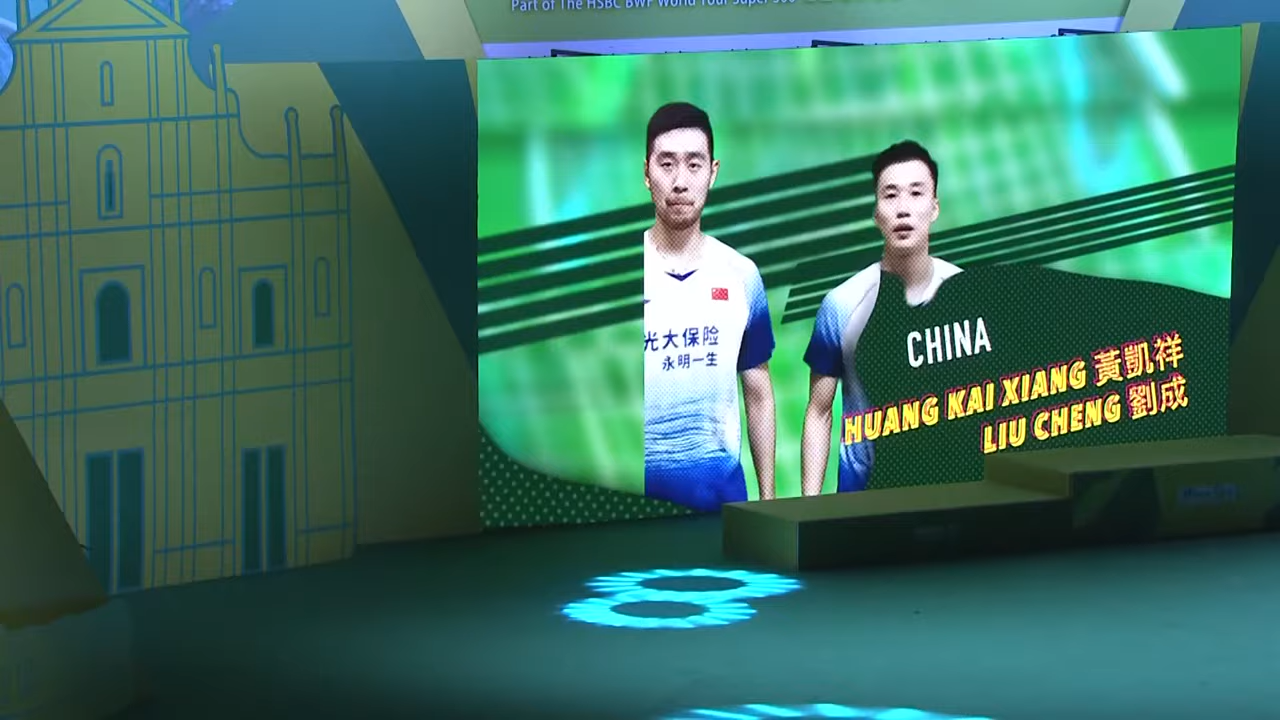 Part of The HSBC BWF World Tour Super 300
光大保险
永明一生
CHINA
HUANG KAI XIANG 黃凱祥
LIU CHENG 劉成